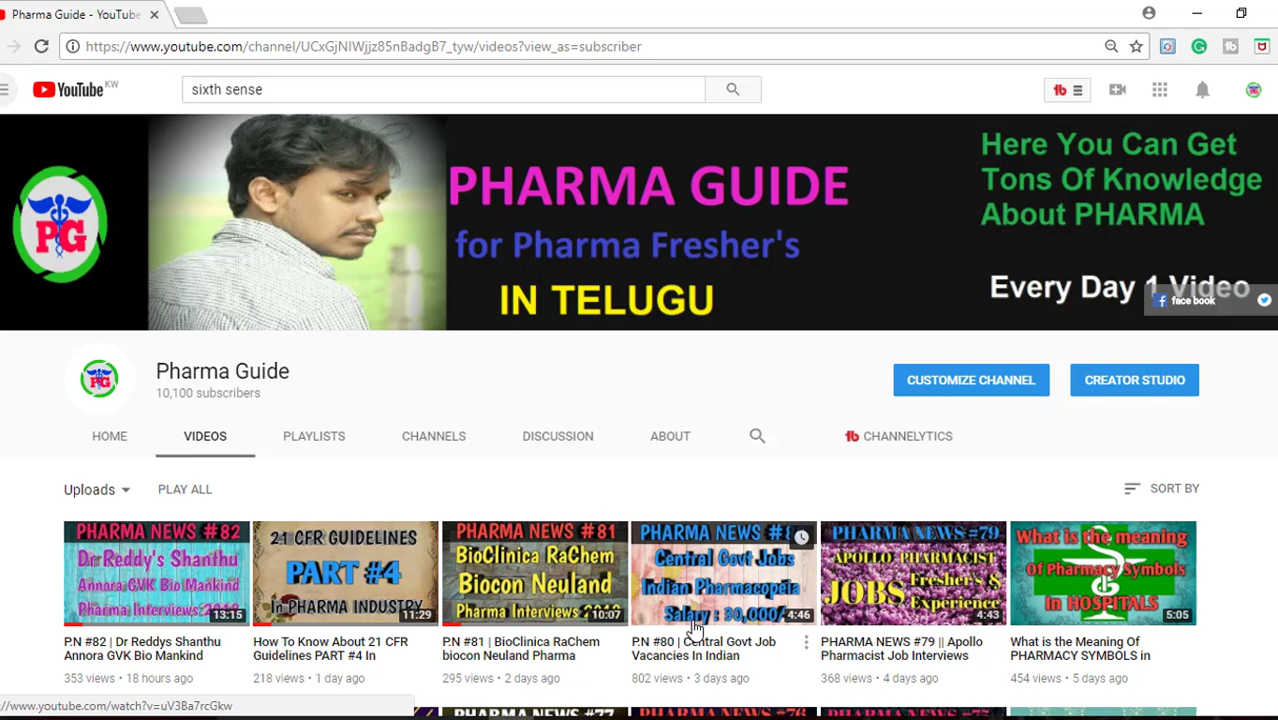 Pharma Guide - YouTube
https://www.youtube.com/channel/UCxGjNIWjjz85nBadgB7_tyw/videos?view_as=subscriber
YouTube KW
sixth sense
PG
PHARMA GUIDE
for Pharma Fresher's
IN TELUGU
Here You Can Get
Tons Of Knowledge
About PHARMA
Every Day 1 Video
face book
PG
Pharma Guide
10,100 subscribers
CUSTOMIZE CHANNEL
CREATOR STUDIO
HOME
VIDEOS
PLAYLISTS
CHANNELS
DISCUSSION
ABOUT
CHANNELYTICS
Uploads
PLAY ALL
SORT BY
PHARMA NEWS #82
Dr Reddy's Shanthu
Annora GVK Bio Mankind
Pharma Interviews
13:15
P.N #82 | Dr Reddys Shanthu
Annora GVK Bio Mankind
353 views • 18 hours ago
21 CFR GUIDELINES
PART #4
In PHARMA INDUSTRY
11:29
How To Know About 21 CFR
Guidelines PART #4 In
218 views • 1 day ago
PHARMA NEWS #81
BioClinica RaChem
Biocon Neuland
Pharma Interviews
10:07
P.N #81 | BioClinica RaChem
biocon Neuland Pharma
295 views • 2 days ago
PHARMA NEWS
Central Govt Jobs
Indian Pharmacopeia
Salary : 30,000/-
4:46
P.N #80 | Central Govt Job
Vacancies In Indian
802 views • 3 days ago
PHARMA NEWS #79
APOLLO PHARMACIST
JOBS Fresher's &
Experience
4:43
PHARMA NEWS #79 || Apollo
Pharmacist Job Interviews
368 views • 4 days ago
What is the meaning
Of Pharmacy Symbols
In HOSPITALS
5:05
What is the Meaning Of
PHARMACY SYMBOLS in
454 views • 5 days ago
//www.youtube.com/watch?v=uV3Ba7rcGkw